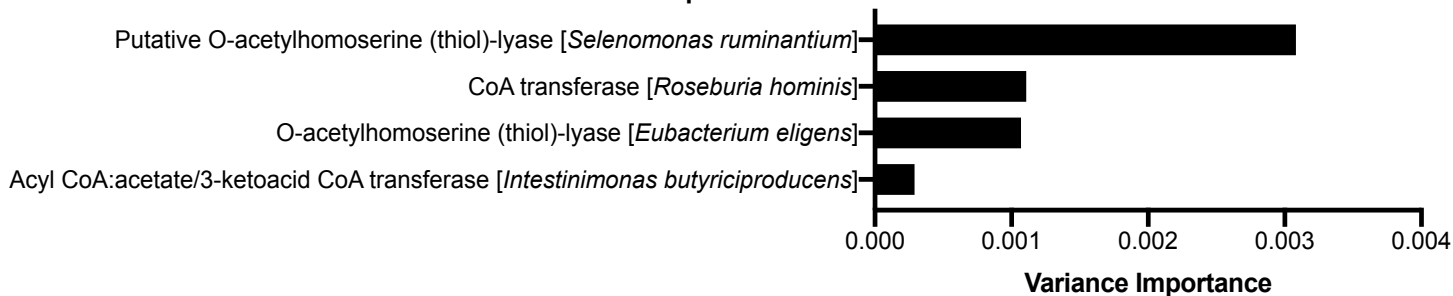 Putative O-acetylhomoserine (thiol)-lyase [Selenomonas ruminantium]
CoA transferase [Roseburia hominis]
O-acetylhomoserine (thiol)-lyase [Eubacterium eligens]
Acyl CoA:acetate/3-ketoacid CoA transferase [Intestinimonas butyriciproducens]
0.000 0.001 0.002 0.003 0.004
Variance Importance